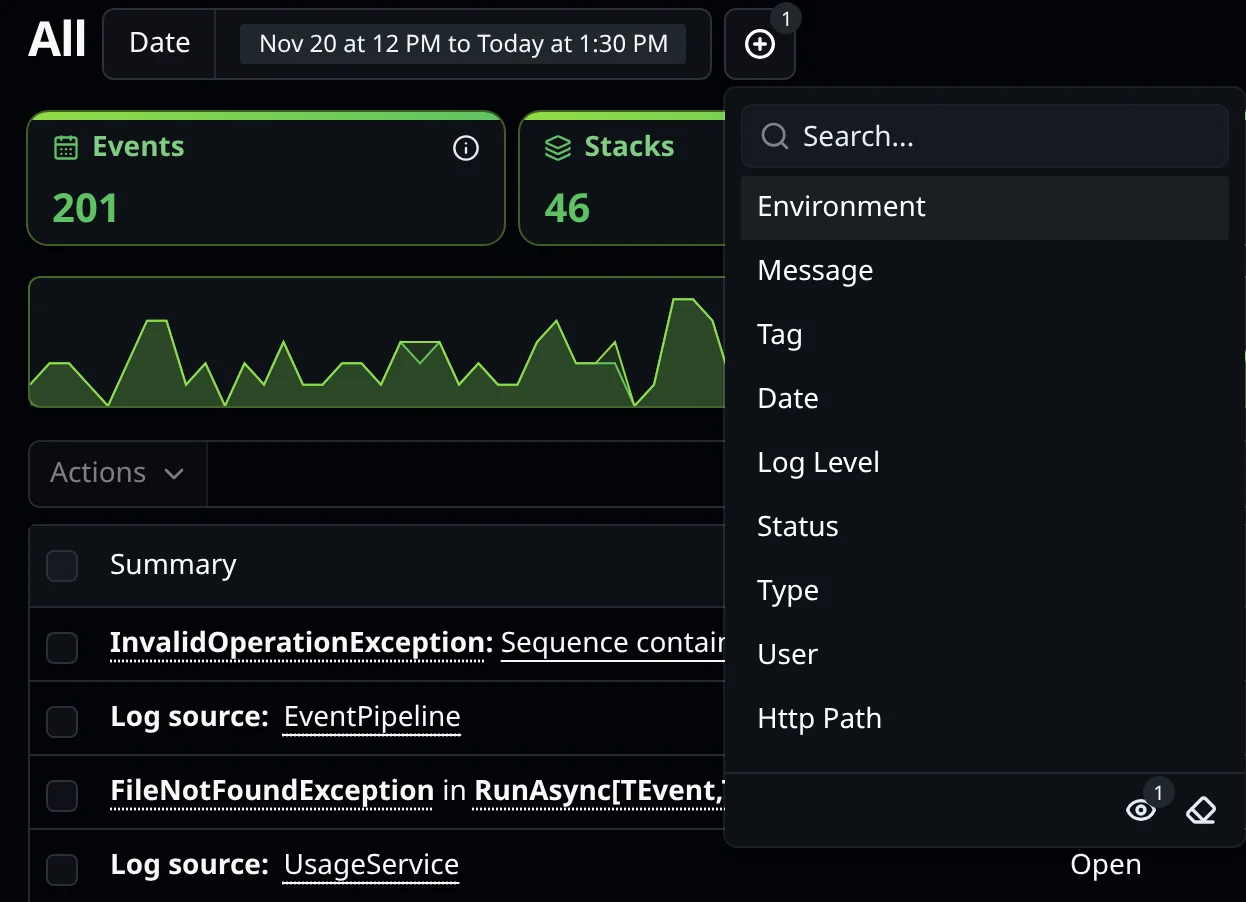 All
Date
Nov 20 at 12 PM to Today at 1:30 PM
1
Events
201
Stacks
46
Search...
Environment
Message
Tag
Date
Log Level
Status
Type
User
Http Path
1
Actions
Summary
InvalidOperationException: Sequence contain
Log source: EventPipeline
FileNotFoundException in RunAsync[TEvent,
Log source: UsageService
Open